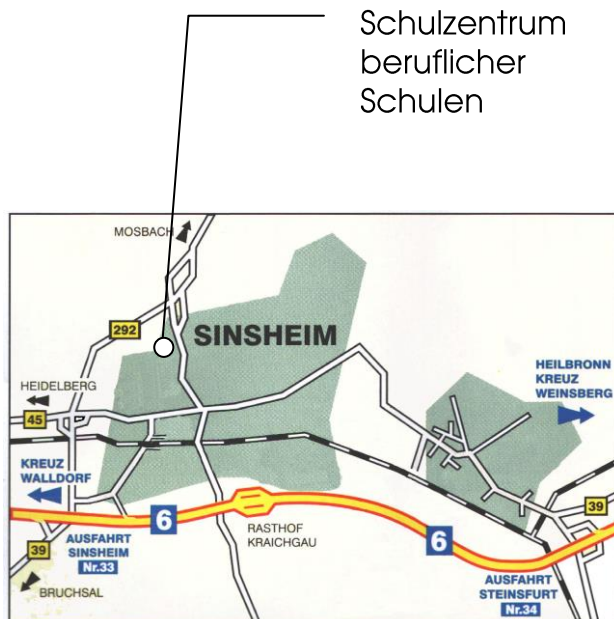 Schulzentrum
beruflicher
Schulen
MOSBACH
292
SINSHEIM
HEIDELBERG
45
HEILBRONN
KREUZ
WEINSBERG
KREUZ
WALLDORF
6
39
RASTHOF
KRAICHGAU
6
AUSFAHRT
SINSHEIM
Nr.33
39
BRUCHSAL
AUSFAHRT
STEINSFURT
Nr.34